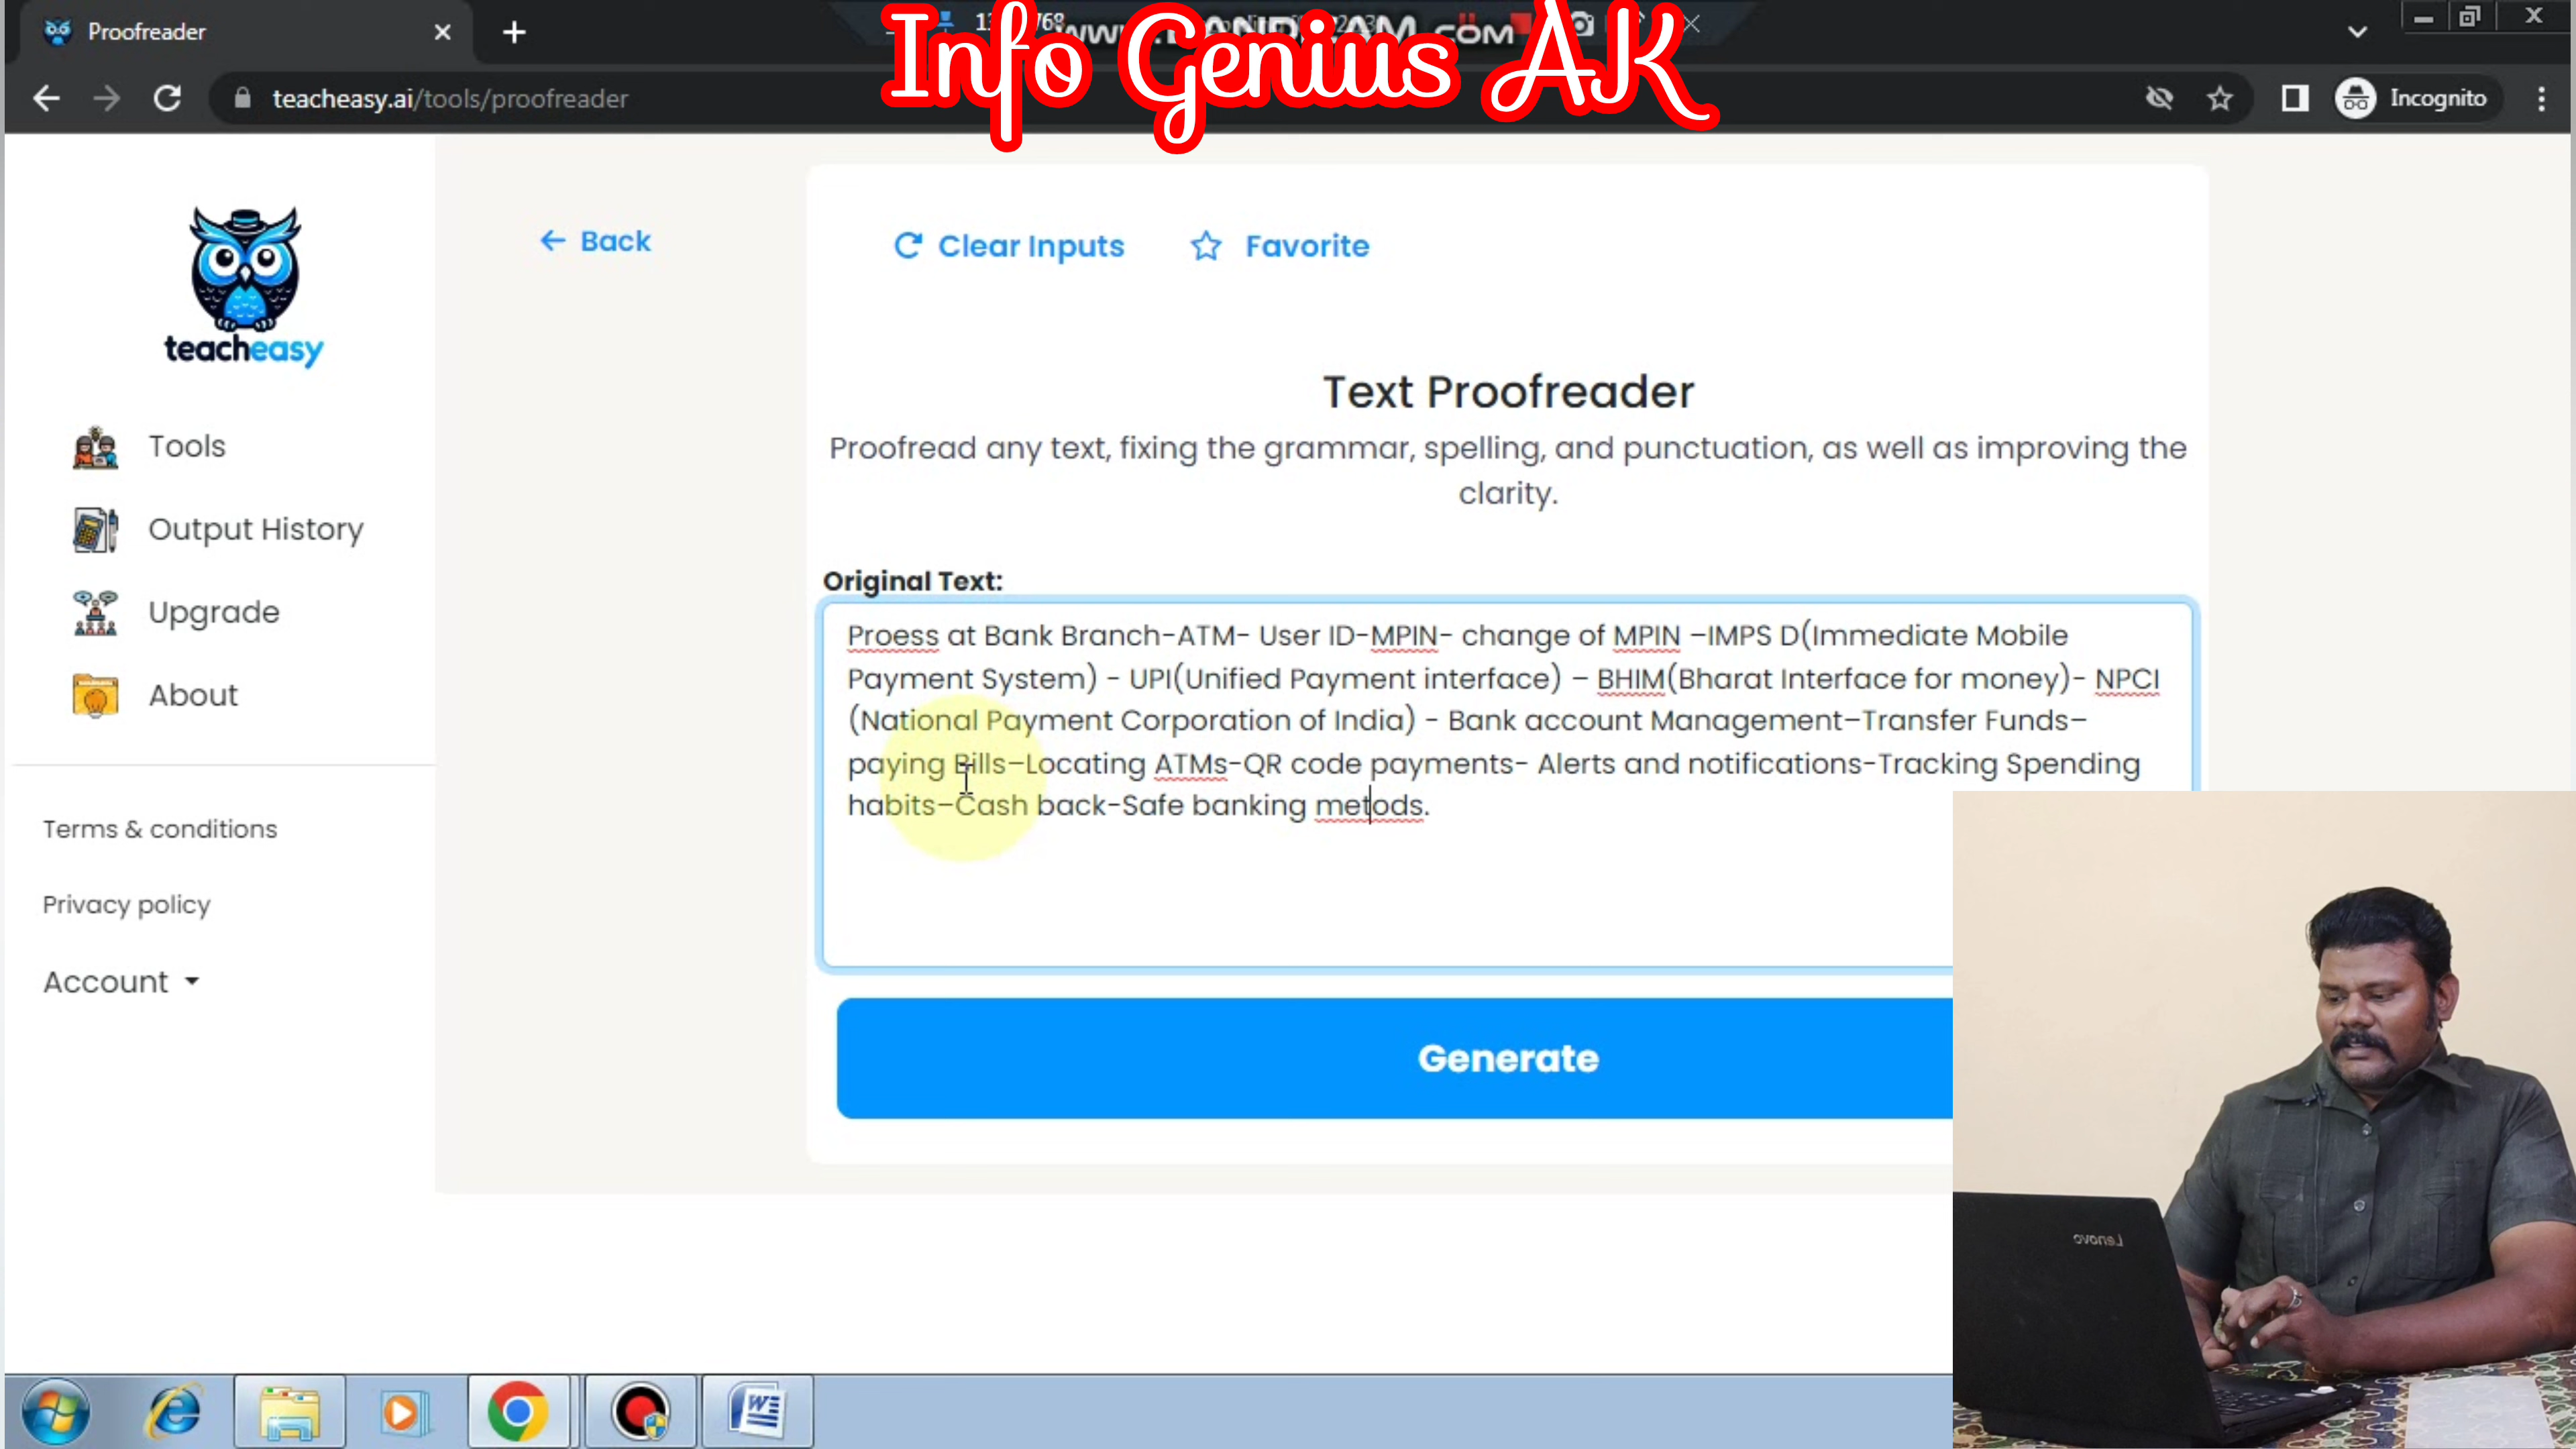 Proofreader
www.BANDICAM.COM
Info Genius AK
teacheasy.ai/tools/proofreader
Incognito
teacheasy
← Back
Clear Inputs
Favorite
Tools
Output History
Upgrade
About
Terms & conditions
Privacy policy
Account
Text Proofreader
Proofread any text, fixing the grammar, spelling, and punctuation, as well as improving the
clarity.
Original Text:
Proess at Bank Branch-ATM- User ID-MPIN- change of MPIN –IMPS D(Immediate Mobile
Payment System) - UPI(Unified Payment interface) – BHIM(Bharat Interface for money)- NPCI
(National Payment Corporation of India) - Bank account Management–Transfer Funds–
paying Bills–Locating ATMs-QR code payments- Alerts and notifications-Tracking Spending
habits–Cash back-Safe banking metods.
Generate
Lenovo